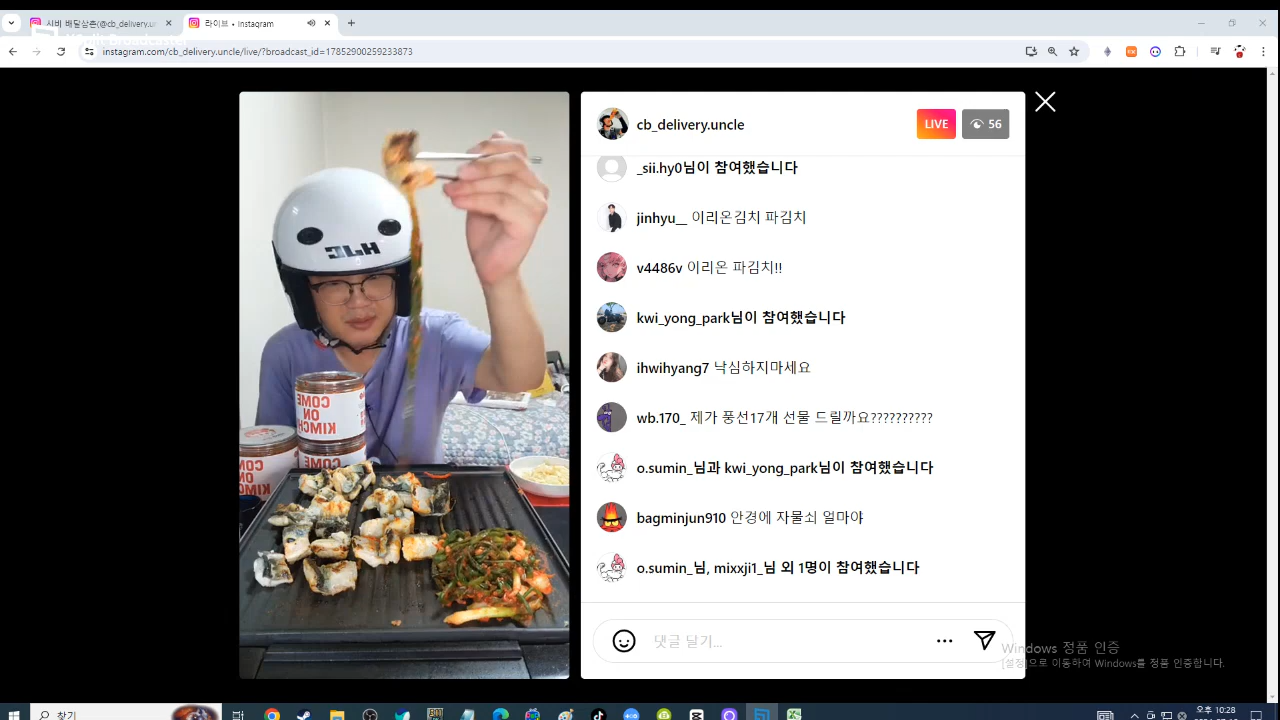 시바 배달삼촌(@cb_delivery.un
라이브 • Instagram
instagram.com/cb_delivery.uncle/live/?broadcast_id=17852900259233873
cb_delivery.uncle
LIVE
56
_sii.hy0님이 참여했습니다
jinhyu__ 이리온김치 파김치
v4486v 이리온 파김치!!
kwi_yong_park님이 참여했습니다
ihwihyang7 낙심하지마세요
wb.170_ 제가 풍선17개 선물 드릴까요??????????
o.sumin_님과 kwi_yong_park님이 참여했습니다
bagminjun910 안경에 자물쇠 얼마야
o.sumin_님, mixxji1_님 외 1명이 참여했습니다
댓글 달기...
HJC
COME
ON
KIMCH
COME
ON
KIMCH
COME
Windows 정품 인증
[설정]으로 이동하여 Windows를 정품 인증합니다.
찾기
오후 10:28